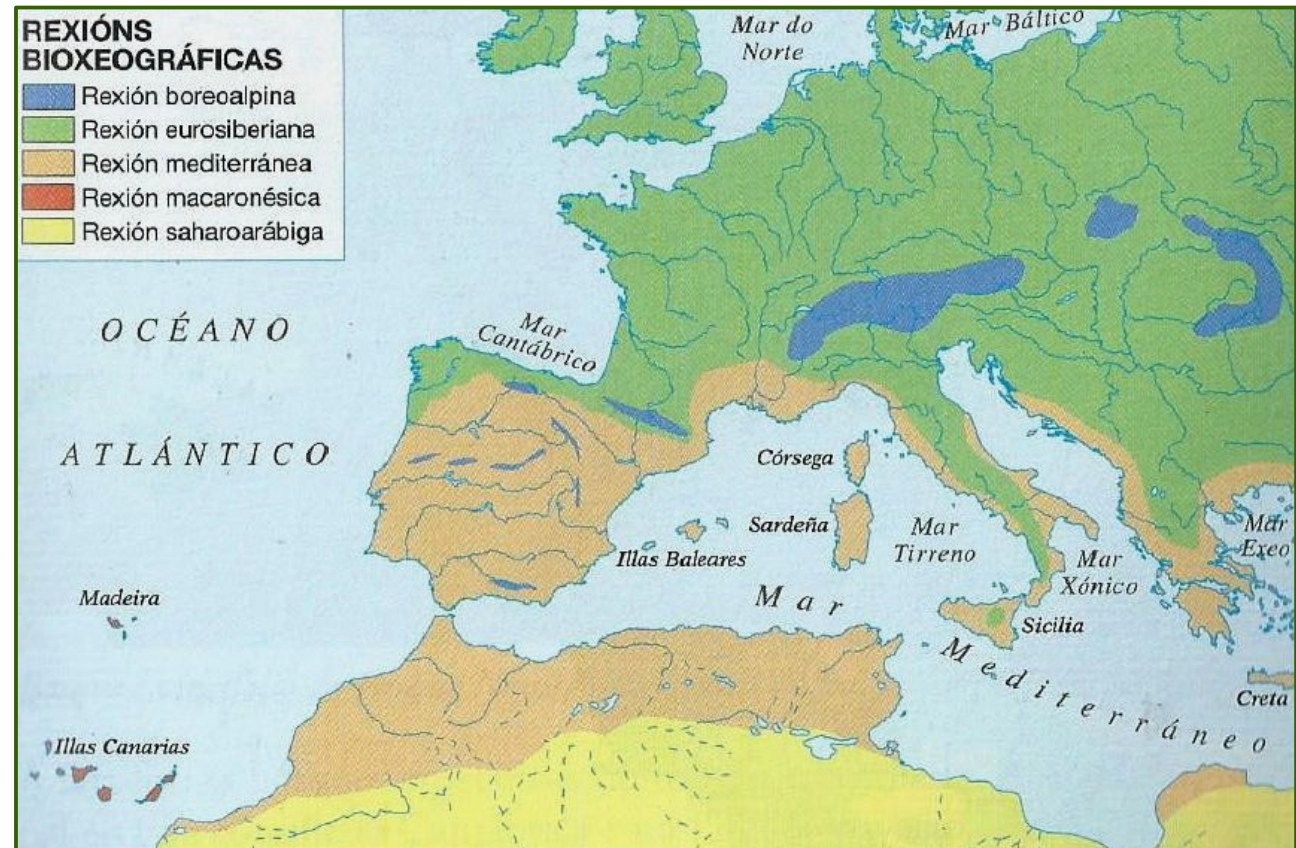 REXIÓNS
BIOXEOGRÁFICAS
Rexión boreoalpina
Rexión eurosiberiana
Rexión mediterránea
Rexión macaronésica
Rexión saharoarábiga
Mar do
Norte
Mar Báltico
OCÉANO
ATLÁNTICO
Mar
Cantábrico
Córsega
Sardeña
Illas Baleares
Mar
Tirreno
Mar
Xónico
Mar
Exeo
Madeira
Mar
Mediterráneo
Sicilia
Creta
Illas Canarias